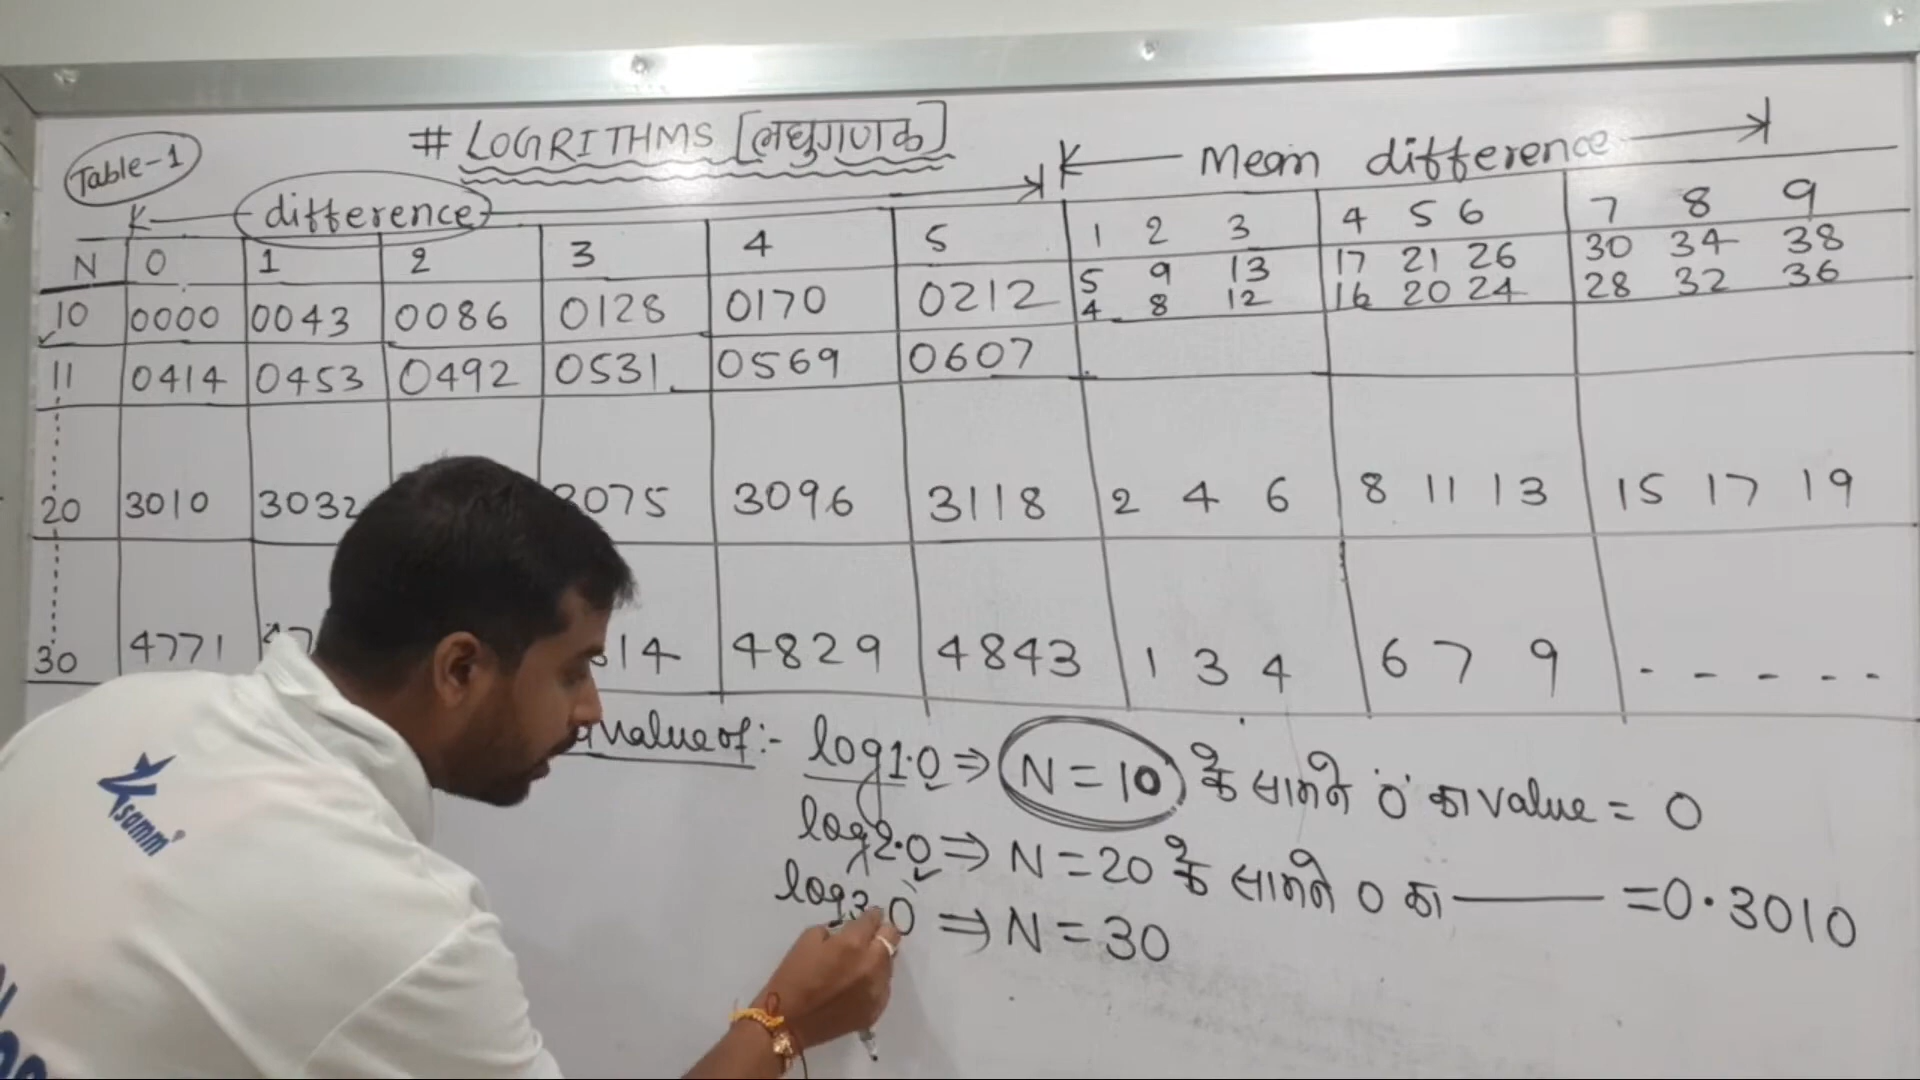 # LOGRITHMS [लघुगणक]
Table-1
difference
Mean difference
N 0 1 2 3 4 5 1 2 3 4 5 6 7 8 9
10 0000 0043 0086 0128 0170 0212 5 9 13 17 21 26 30 34 38
4 8 12 16 20 24 28 32 36
11 0414 0453 0492 0531 0569 0607
20 3010 3032 3075 3096 3118 2 4 6 8 11 13 15 17 19
30 4771 4829 4843 1 3 4 6 7 9 - - - - -
value of:- log1.0 ⇒ N=10 के सामने '0' का value = 0
log2.0 ⇒ N=20 के सामने 0 का —— =0.3010
log3.0 ⇒ N=30
samm